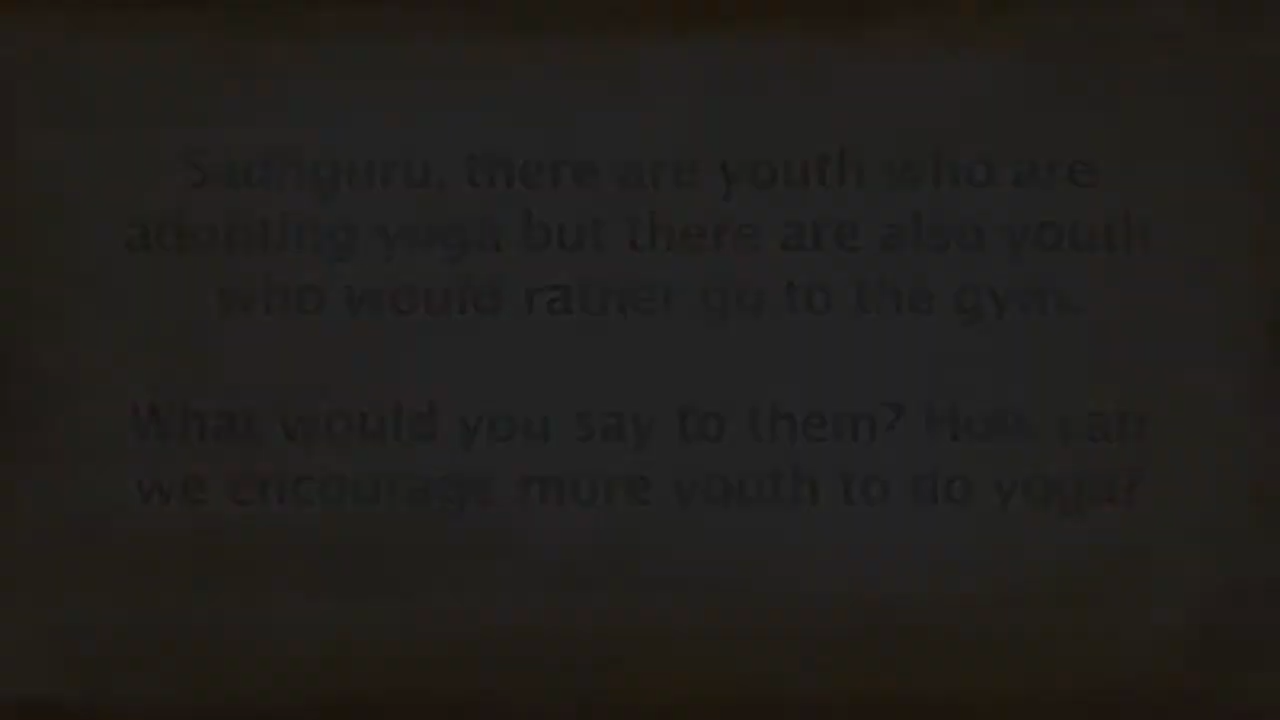 Sadhguru, there are youth who are
adopting yoga but there are also youth
who would rather go to the gym.
What would you say to them? How can
we encourage more youth to do yoga?